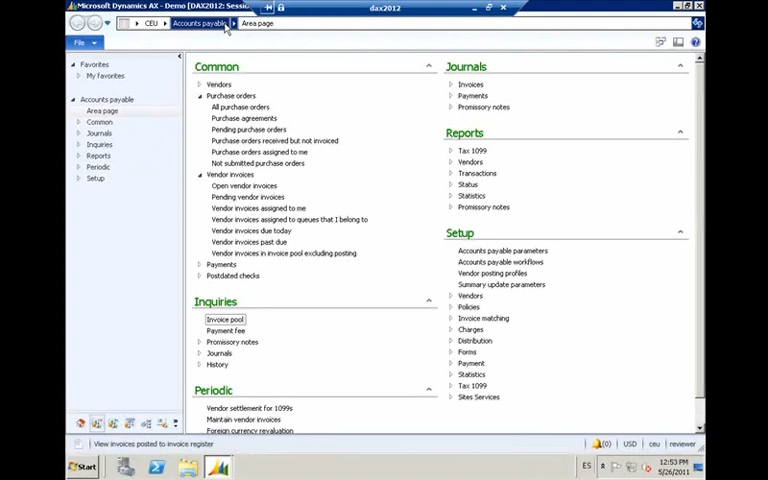 Microsoft Dynamics AX - Demo [DAX2012: Sessi
dax2012
CEU
Accounts payable
Area page
File
Favorites
My favorites
Accounts payable
Area page
Common
Journals
Inquiries
Reports
Periodic
Setup
Common
Vendors
Purchase orders
All purchase orders
Purchase agreements
Pending purchase orders
Purchase orders received but not invoiced
Purchase orders assigned to me
Not submitted purchase orders
Vendor invoices
Open vendor invoices
Pending vendor invoices
Vendor invoices assigned to me
Vendor invoices assigned to queues that I belong to
Vendor invoices due today
Vendor invoices past due
Vendor invoices in invoice pool excluding posting
Payments
Postdated checks
Inquiries
Invoice pool
Payment fee
Promissory notes
Journals
History
Periodic
Vendor settlement for 1099s
Maintain vendor invoices
Foreign currency revaluation
Journals
Invoices
Payments
Promissory notes
Reports
Tax 1099
Vendors
Transactions
Status
Statistics
Promissory notes
Setup
Accounts payable parameters
Accounts payable workflows
Vendor posting profiles
Summary update parameters
Vendors
Policies
Invoice matching
Charges
Distribution
Forms
Payment
Statistics
Tax 1099
Sites Services
View invoices posted to invoice register
(0)
USD
ceu
reviewer
Start
ES
12:53 PM
5/26/2011